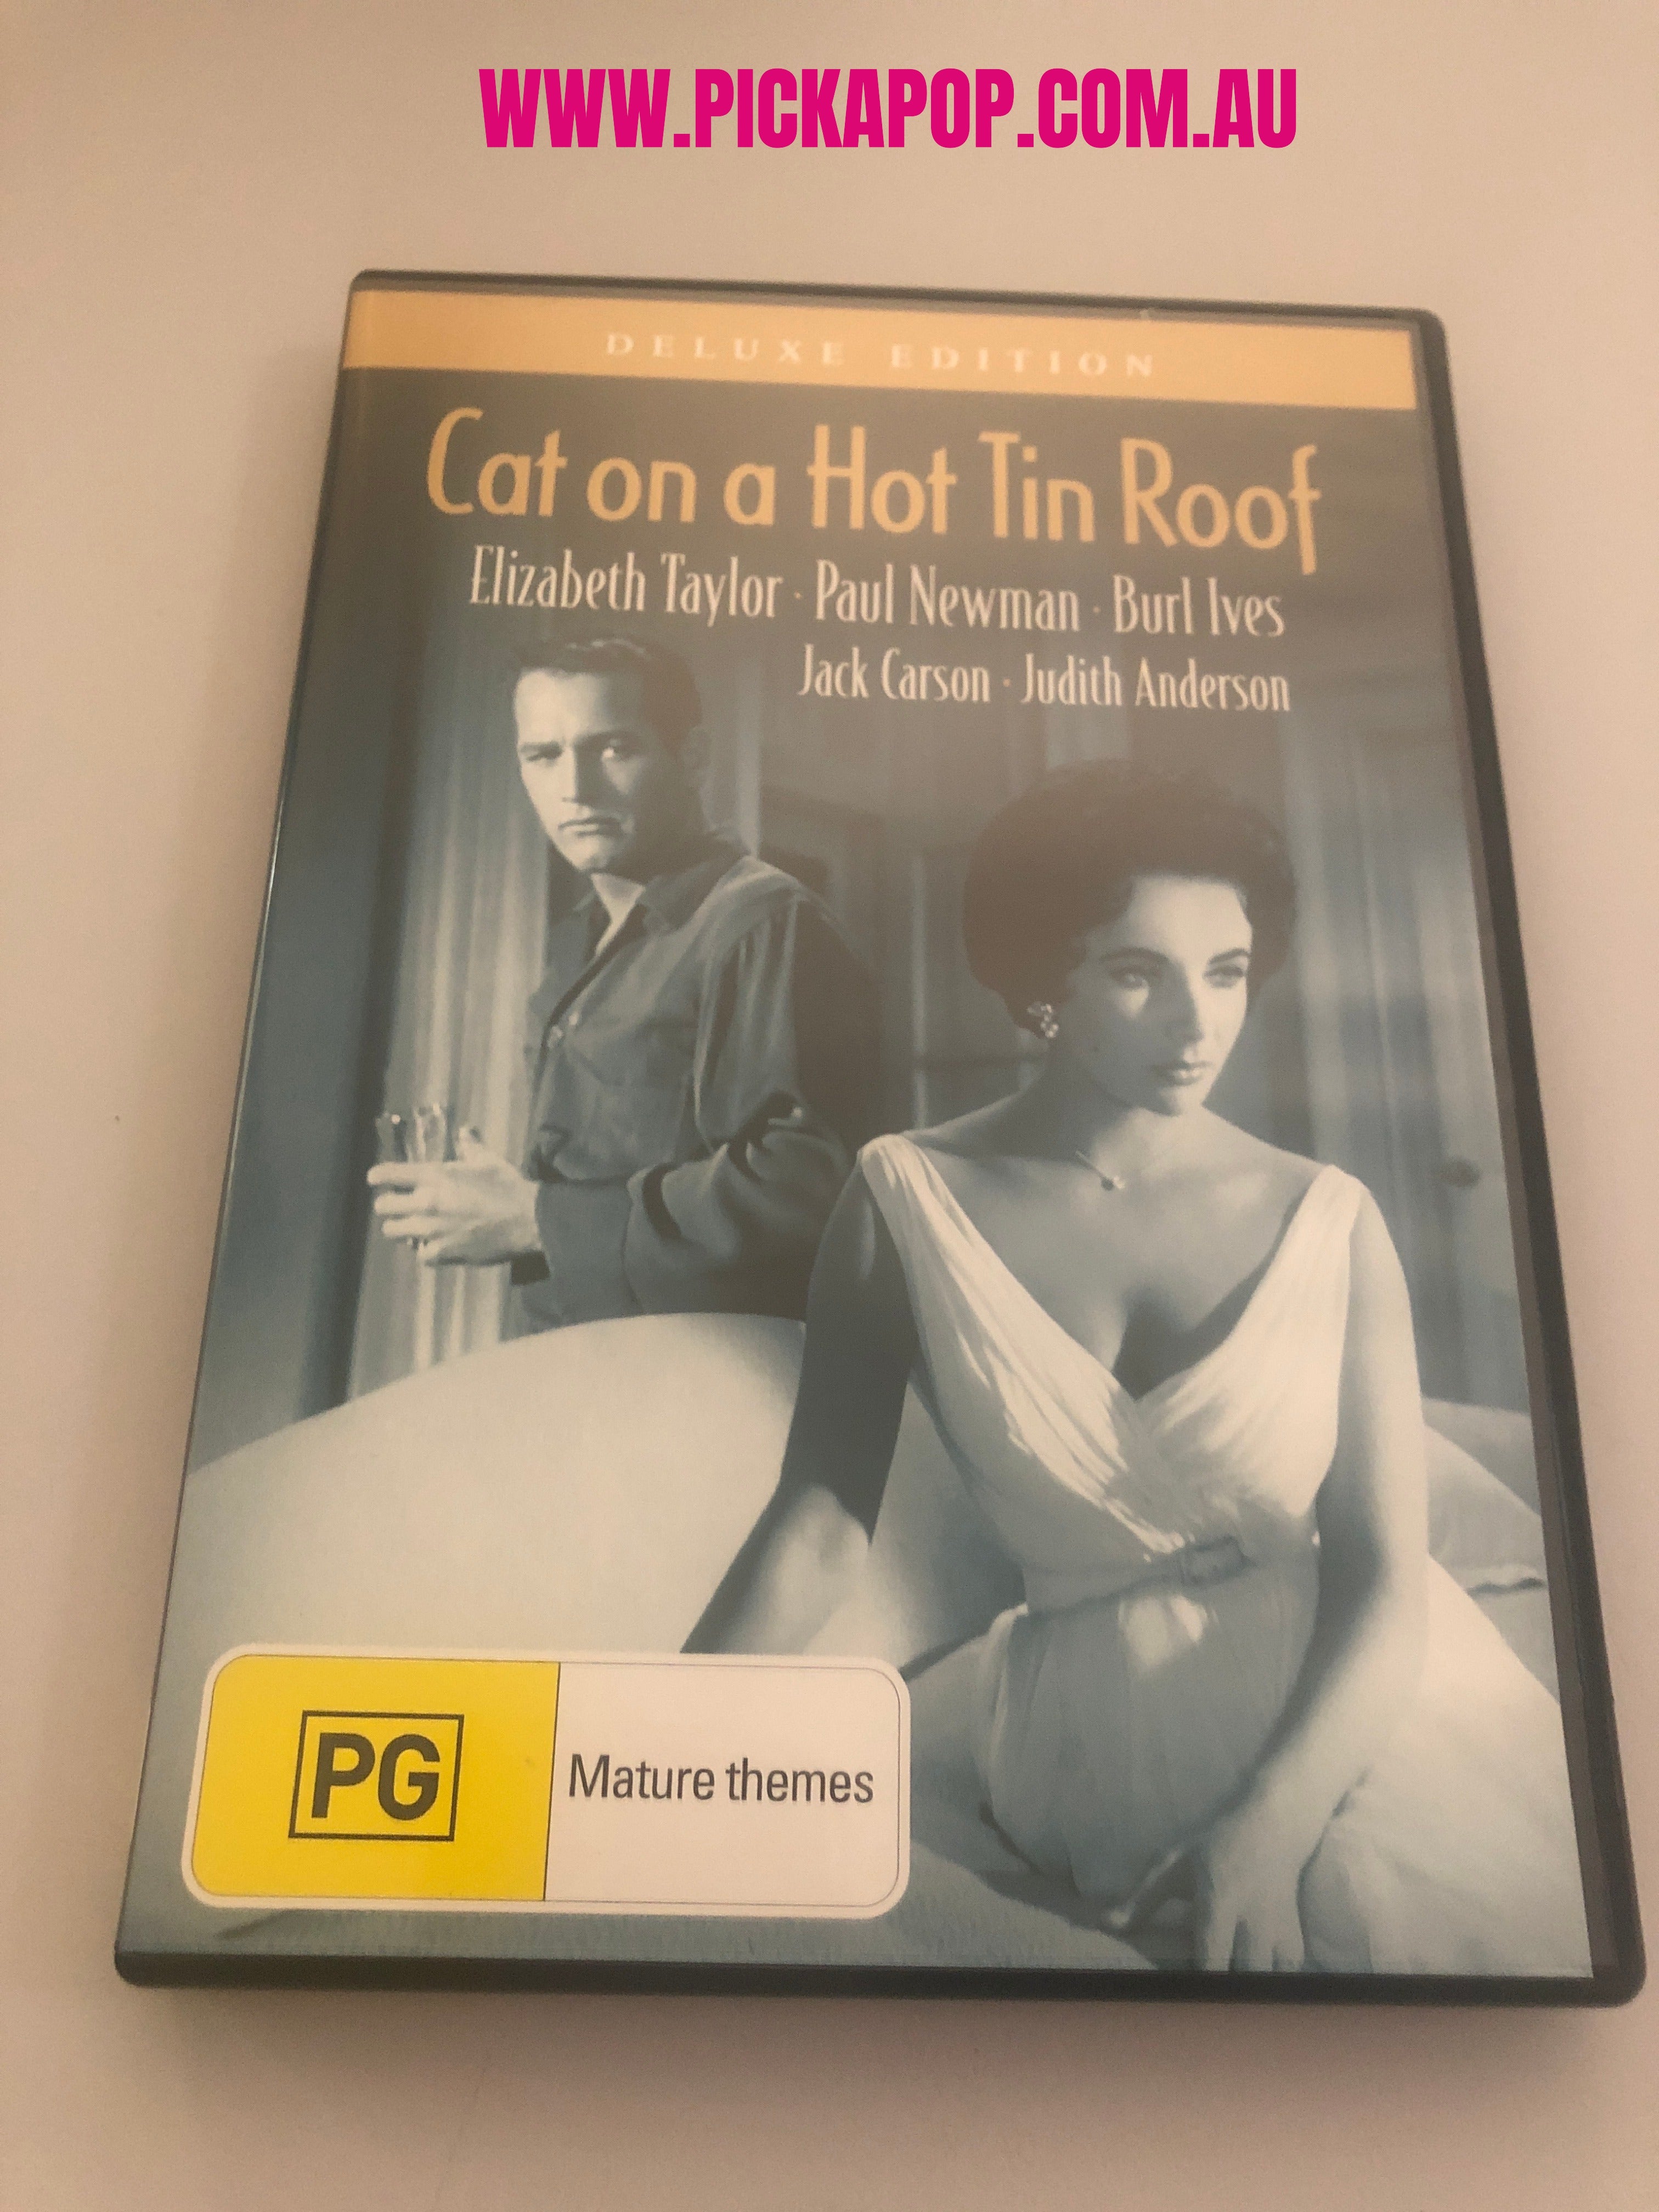 WWW.PICKAPOP.COM.AU
DELUXE EDITION
Cat on a Hot Tin Roof
Elizabeth Taylor · Paul Newman · Burl Ives
Jack Carson · Judith Anderson
PG Mature themes